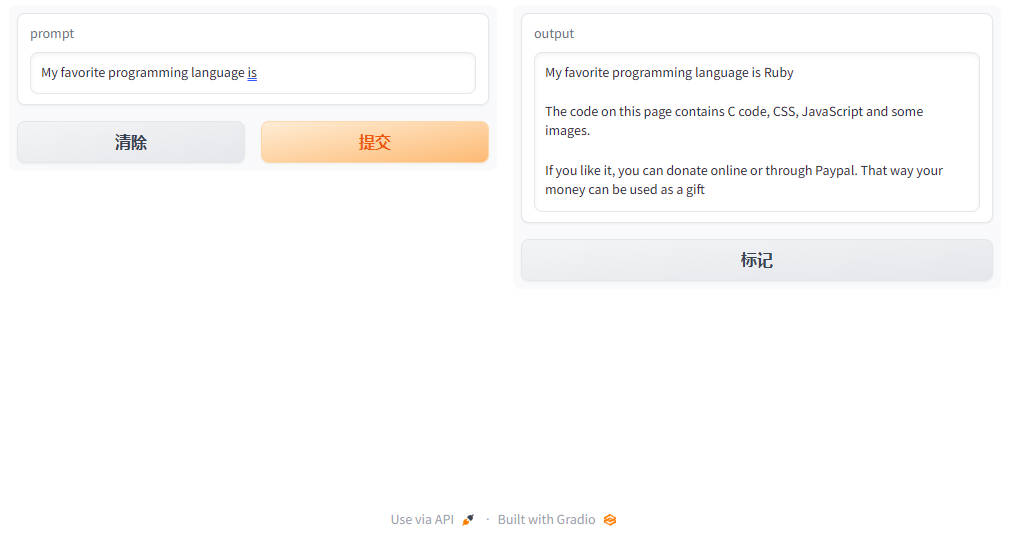 prompt
My favorite programming language is
清除
提交
output
My favorite programming language is Ruby
The code on this page contains C code, CSS, JavaScript and some
images.
If you like it, you can donate online or through Paypal. That way your
money can be used as a gift
标记
Use via API · Built with Gradio